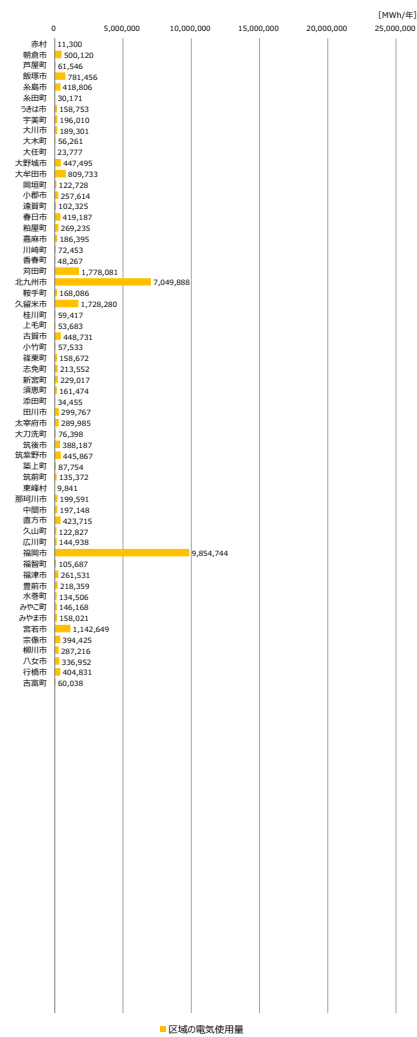 [MWh/年]
0 5,000,000 10,000,000 15,000,000 20,000,000 25,000,000
赤村 11,300
朝倉市 500,120
芦屋町 61,546
飯塚市 781,456
糸島市 418,806
糸田町 30,171
うきは市 158,753
宇美町 196,010
大川市 189,301
大木町 56,261
大任町 23,777
大野城市 447,495
大牟田市 809,733
岡垣町 122,728
小郡市 257,614
遠賀町 102,325
春日市 419,187
粕屋町 269,235
嘉麻市 186,395
川崎町 72,453
香春町 48,267
苅田町 1,778,081
北九州市 7,049,888
鞍手町 168,086
久留米市 1,728,280
桂川町 59,417
上毛町 53,683
古賀市 448,731
小竹町 57,533
篠栗町 158,672
志免町 213,552
新宮町 229,017
須恵町 161,474
添田町 34,455
田川市 299,767
太宰府市 289,985
大刀洗町 76,398
筑後市 388,187
筑紫野市 445,867
築上町 87,754
筑前町 135,372
東峰村 9,841
那珂川市 199,591
中間市 197,148
直方市 423,715
久山町 122,827
広川町 144,938
福岡市 9,854,744
福智町 105,687
福津市 261,531
豊前市 218,359
水巻町 134,506
みやこ町 146,168
みやま市 158,021
宮若市 1,142,649
宗像市 394,425
柳川市 287,216
八女市 336,952
行橋市 404,831
吉富町 60,038
区域の電気使用量